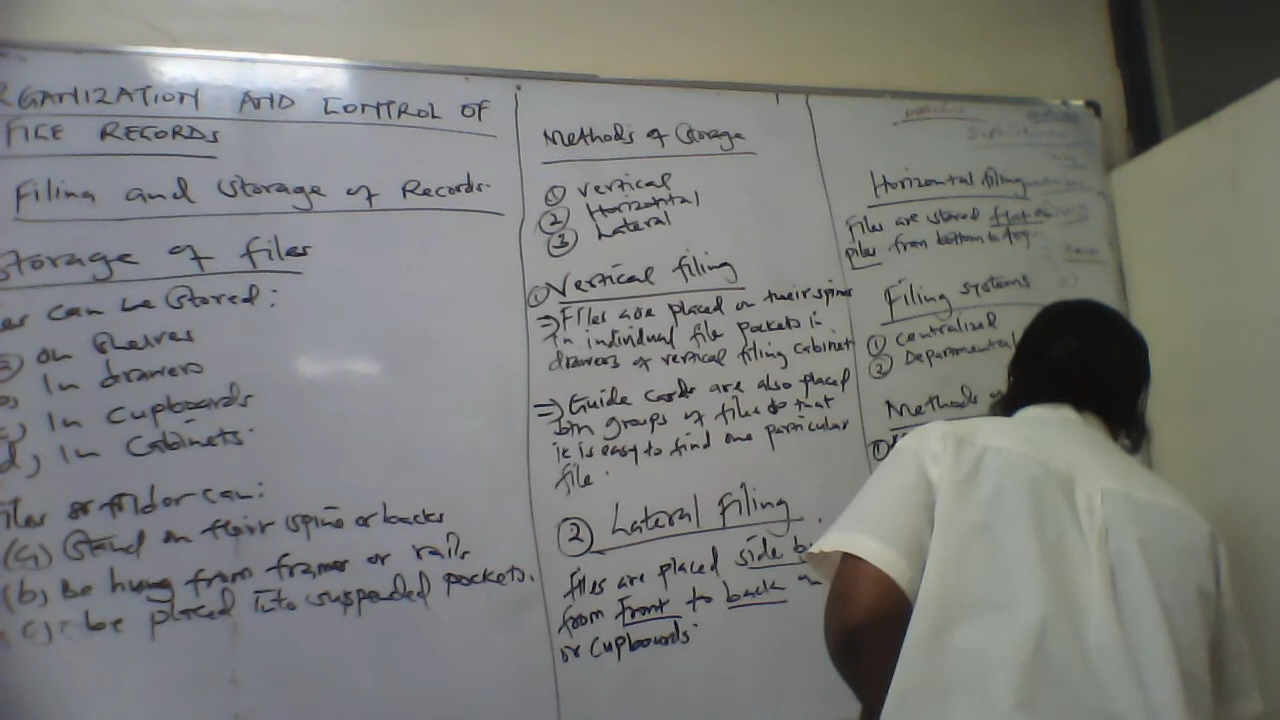 RGANIZATION AND CONTROL OF
FICE RECORDS
Filing and Storage of Records.
Storage of files
es can be stored:
a) on shelves
b) In drawers
c) In Cupboards
d) In Cabinets.
iles or folder can:
(a) Stand on their spine or backs
(b) Be hung from frames or rails
c) be placed into suspended pockets.
Methods of Storage
① Vertical
② Horizontal
③ Lateral
① Vertical filing
⇒ Files are placed on their spines
in individual file pockets in
drawers of vertical filing cabinet
⇒ Guide cards are also placed
btn groups of files so that
it is easy to find one particular
file.
② Lateral Filing
files are placed side b
from front to back
or Cupboards.
Horizontal filing
files are stored flat
piles from bottom to top
Filing systems
① Centralized
② Departmental
Methods
①